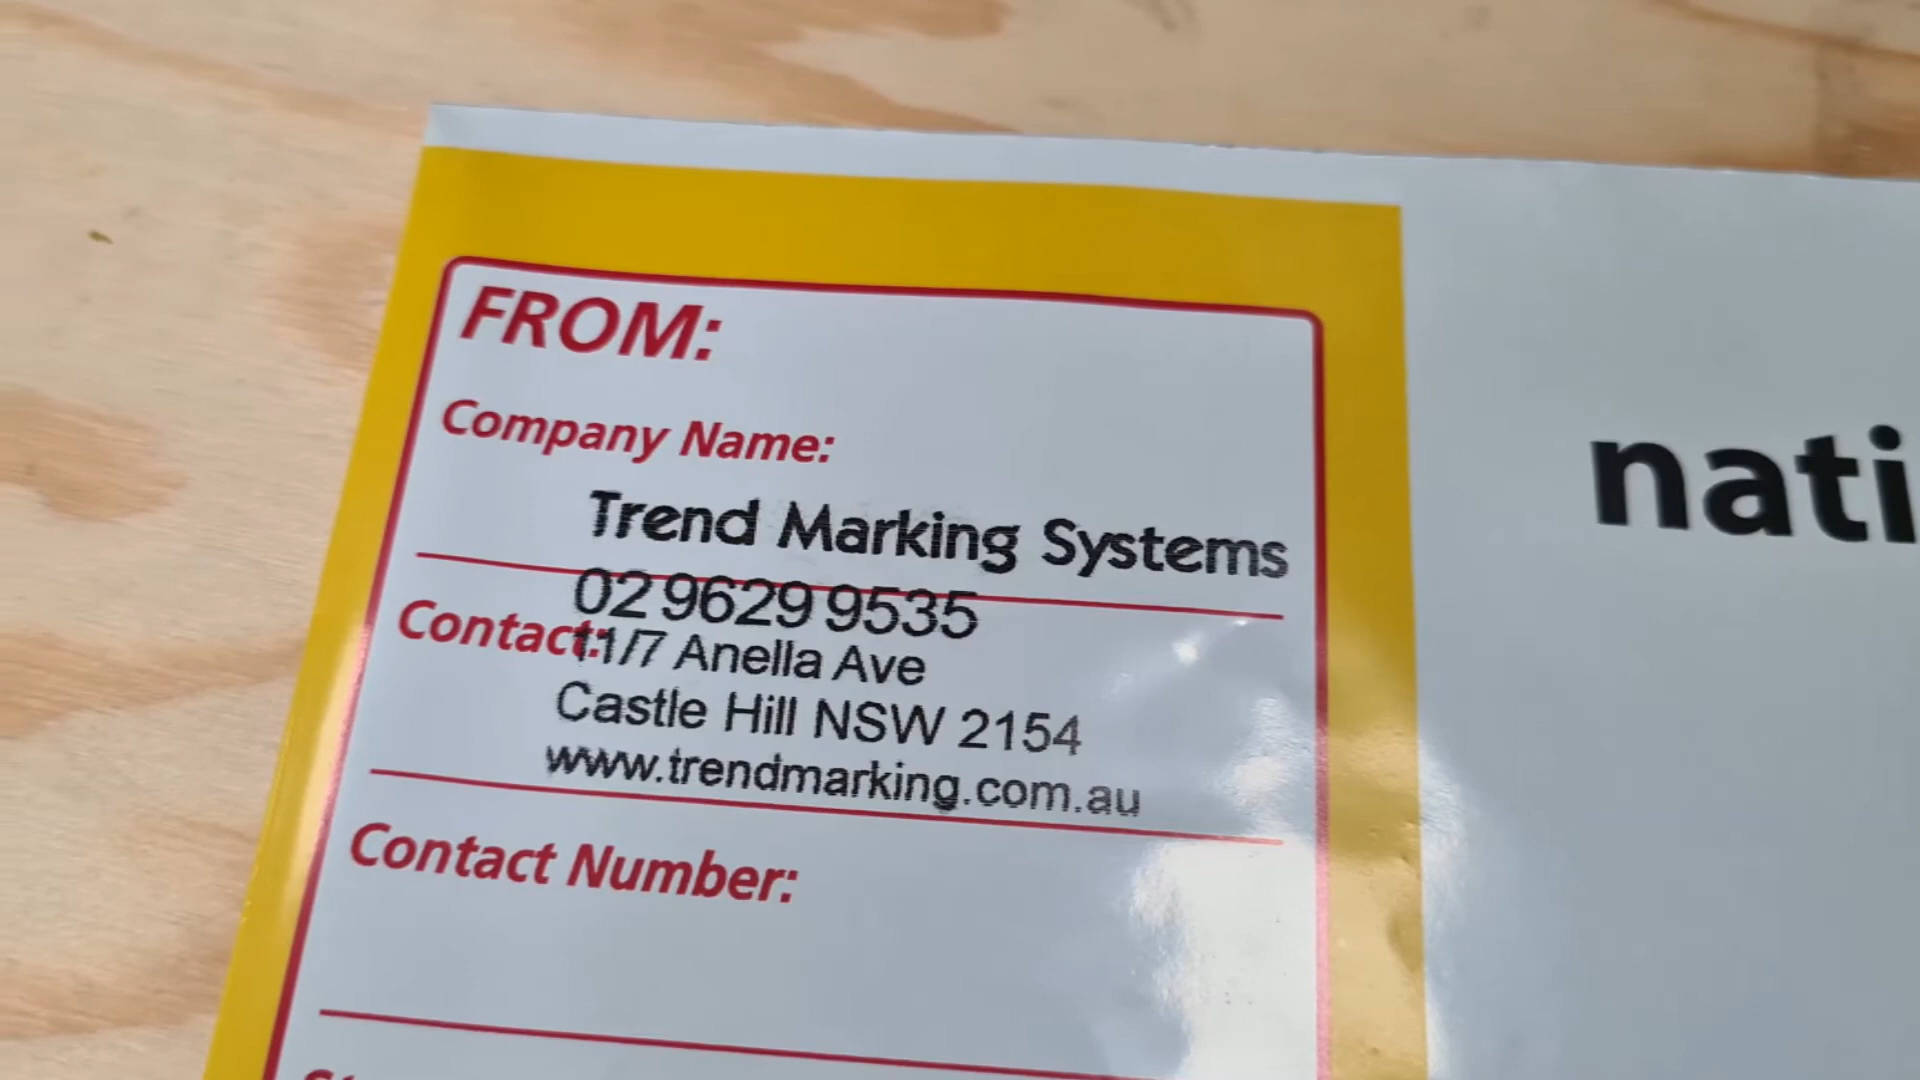 FROM:
Company Name:
Trend Marking Systems
02 9629 9535
Contact:
11/7 Anella Ave
Castle Hill NSW 2154
www.trendmarking.com.au
Contact Number:
nati